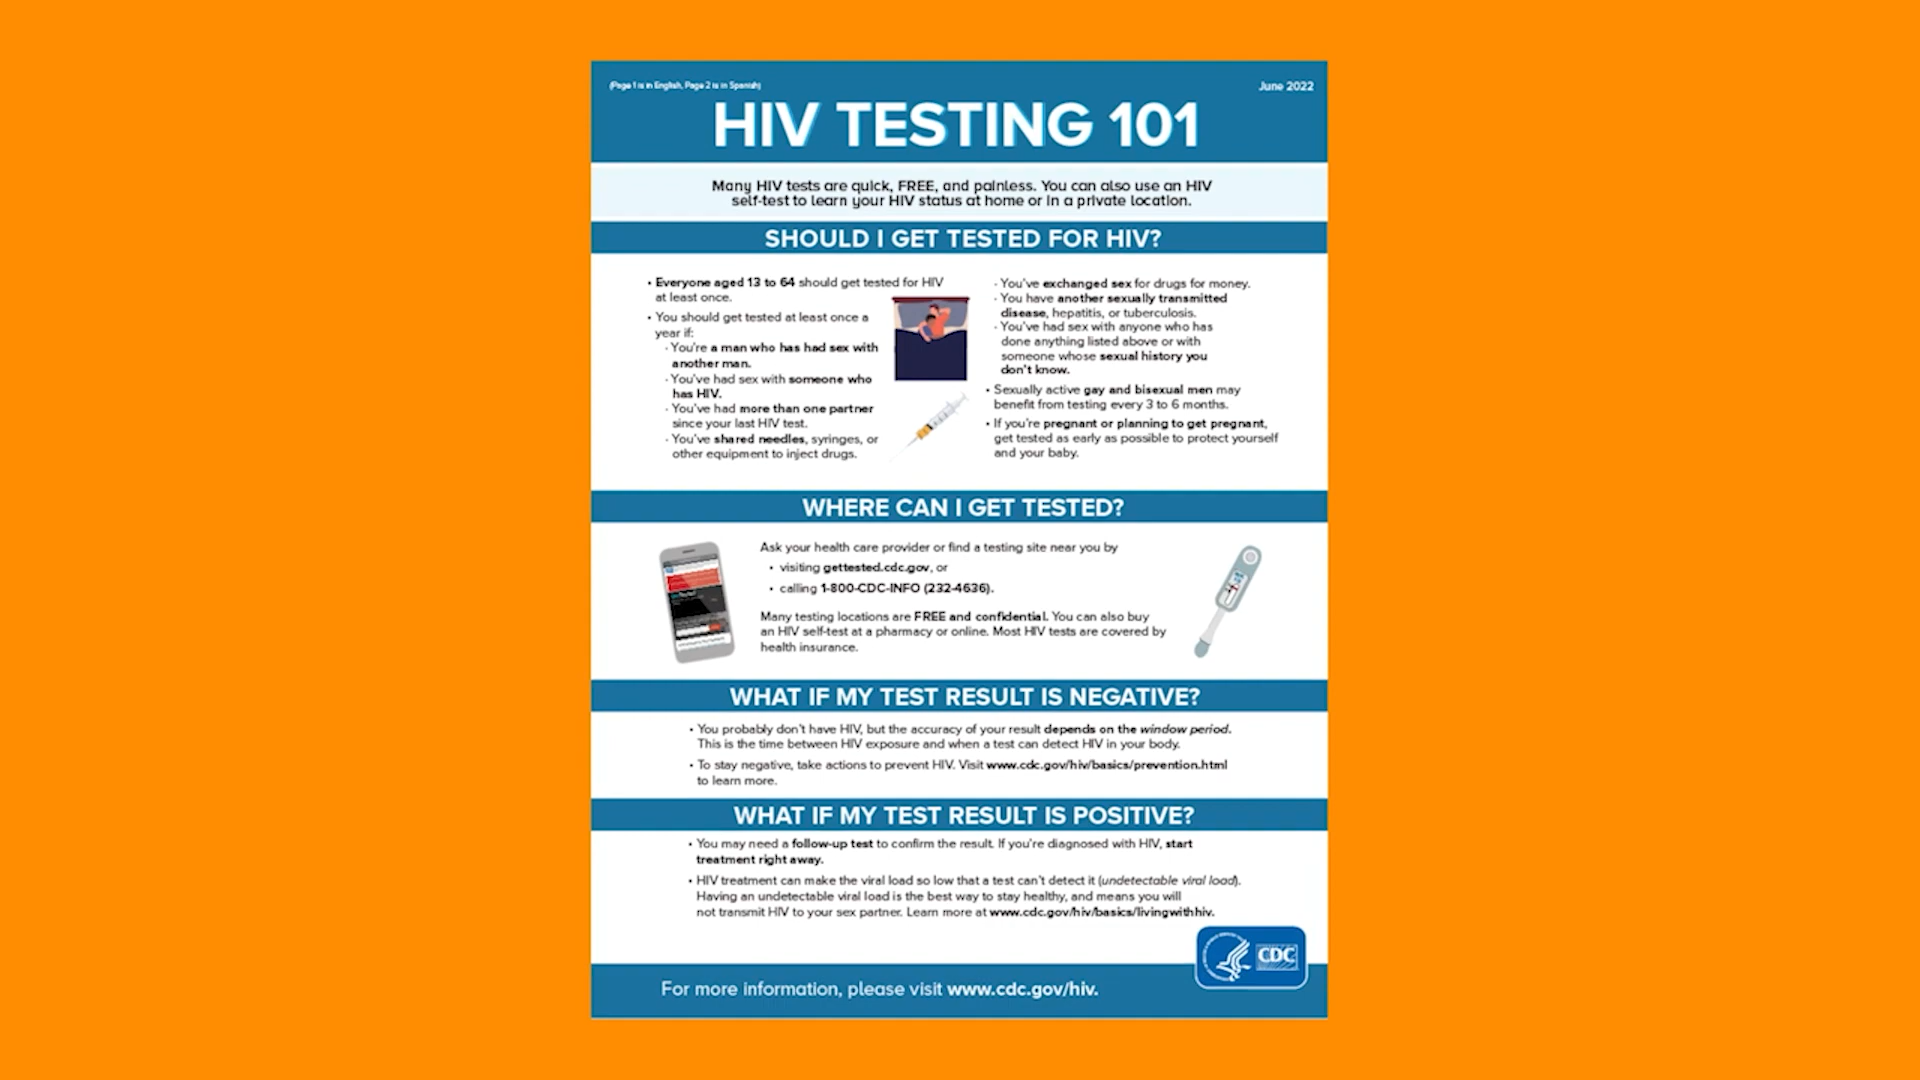 (Page 1 is in English, Page 2 is in Spanish)
June 2022
HIV TESTING 101
Many HIV tests are quick, FREE, and painless. You can also use an HIV
self-test to learn your HIV status at home or in a private location.
SHOULD I GET TESTED FOR HIV?
• Everyone aged 13 to 64 should get tested for HIV
at least once.
• You should get tested at least once a
year if:
· You're a man who has had sex with
another man.
· You've had sex with someone who
has HIV.
· You've had more than one partner
since your last HIV test.
· You've shared needles, syringes, or
other equipment to inject drugs.
· You've exchanged sex for drugs for money.
· You have another sexually transmitted
disease, hepatitis, or tuberculosis.
· You've had sex with anyone who has
done anything listed above or with
someone whose sexual history you
don't know.
• Sexually active gay and bisexual men may
benefit from testing every 3 to 6 months.
• If you're pregnant or planning to get pregnant,
get tested as early as possible to protect yourself
and your baby.
WHERE CAN I GET TESTED?
Ask your health care provider or find a testing site near you by
• visiting gettested.cdc.gov, or
• calling 1-800-CDC-INFO (232-4636).
Many testing locations are FREE and confidential. You can also buy
an HIV self-test at a pharmacy or online. Most HIV tests are covered by
health insurance.
WHAT IF MY TEST RESULT IS NEGATIVE?
• You probably don't have HIV, but the accuracy of your result depends on the window period.
This is the time between HIV exposure and when a test can detect HIV in your body.
• To stay negative, take actions to prevent HIV. Visit www.cdc.gov/hiv/basics/prevention.html
to learn more.
WHAT IF MY TEST RESULT IS POSITIVE?
• You may need a follow-up test to confirm the result. If you're diagnosed with HIV, start
treatment right away.
• HIV treatment can make the viral load so low that a test can't detect it (undetectable viral load).
Having an undetectable viral load is the best way to stay healthy, and means you will
not transmit HIV to your sex partner. Learn more at www.cdc.gov/hiv/basics/livingwithhiv.
CDC
For more information, please visit www.cdc.gov/hiv.